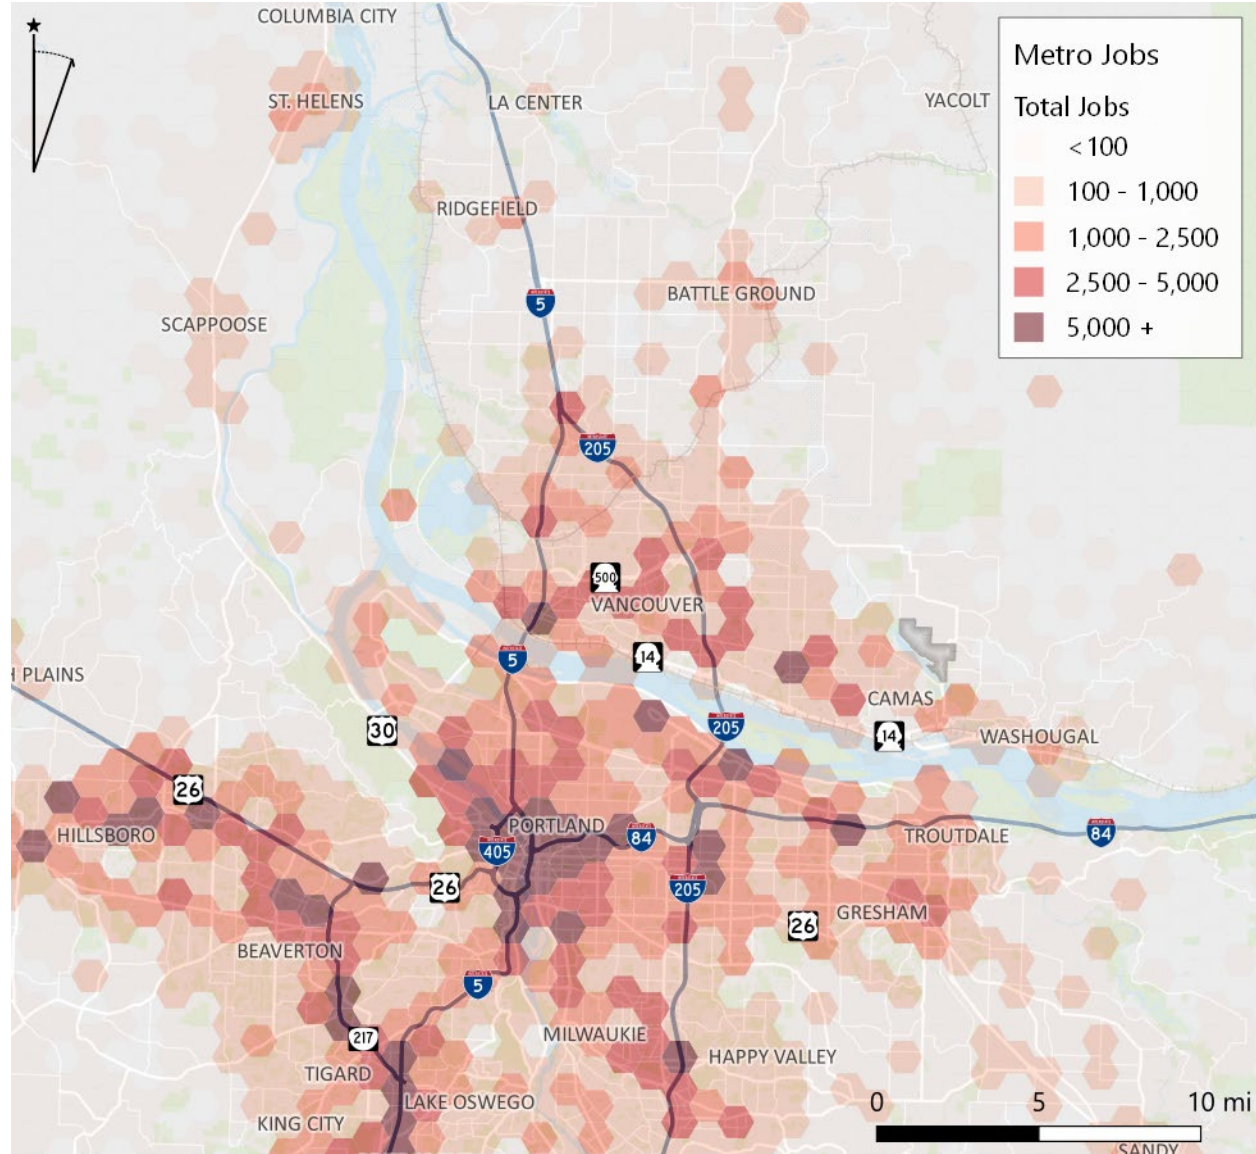 COLUMBIA CITY
ST. HELENS
LA CENTER
YACOLT
Metro Jobs
Total Jobs
<100
100 - 1,000
1,000 - 2,500
2,500 - 5,000
5,000 +
RIDGEFIELD
5
BATTLE GROUND
SCAPPOOSE
205
500
VANCOUVER
5
14
H PLAINS
CAMAS
30
205
14
WASHOUGAL
26
HILLSBORO
PORTLAND
84
TROUTDALE
84
405
26
205
GRESHAM
26
BEAVERTON
5
217
MILWAUKIE
HAPPY VALLEY
TIGARD
LAKE OSWEGO
KING CITY
0 5 10 mi
SANDY